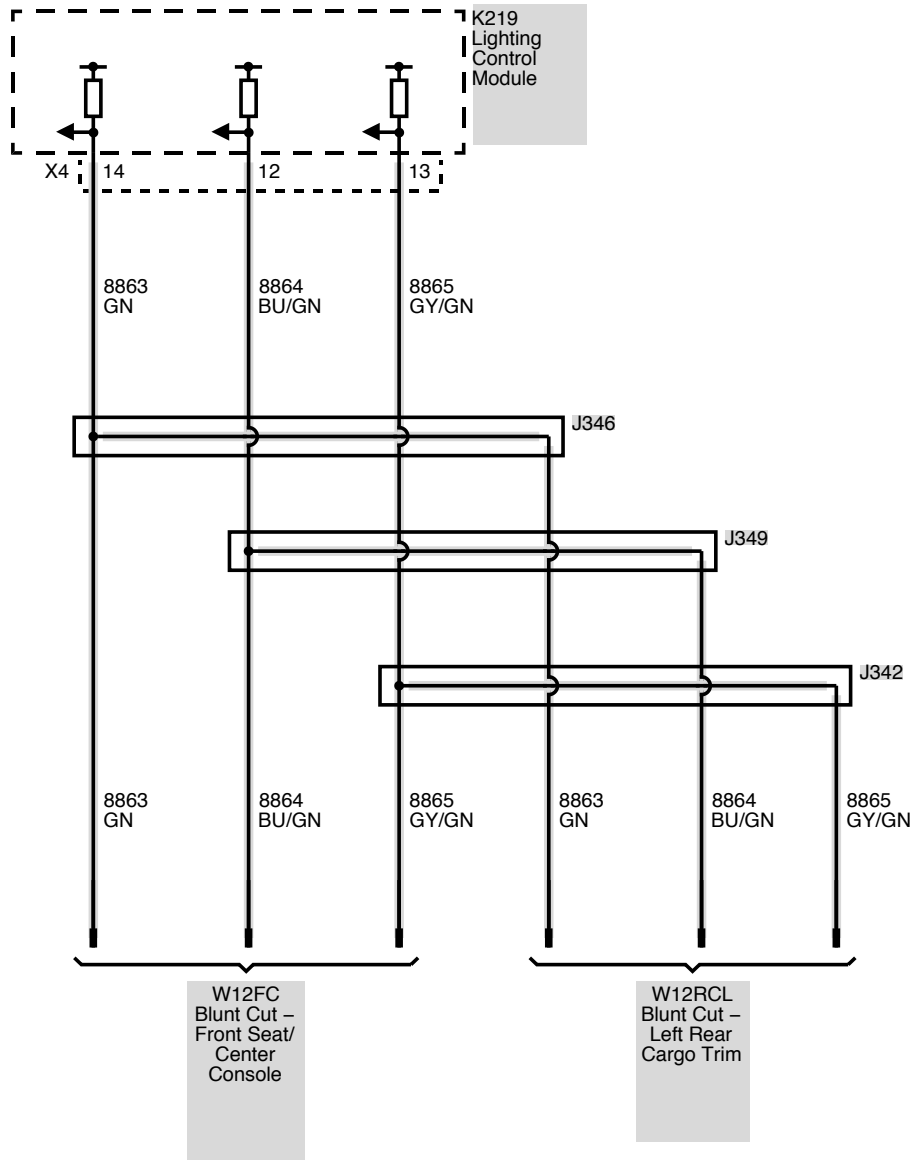 K219
Lighting
Control
Module
X4 14 12 13
8863
GN
8864
BU/GN
8865
GY/GN
J346
J349
J342
8863
GN
8864
BU/GN
8865
GY/GN
8863
GN
8864
BU/GN
8865
GY/GN
W12FC
Blunt Cut –
Front Seat/
Center
Console
W12RCL
Blunt Cut –
Left Rear
Cargo Trim